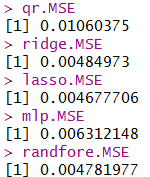 > qr.MSE
[1] 0.01060375
> ridge.MSE
[1] 0.00484973
> lasso.MSE
[1] 0.004677706
> mlp.MSE
[1] 0.006312148
> randfore.MSE
[1] 0.004781977